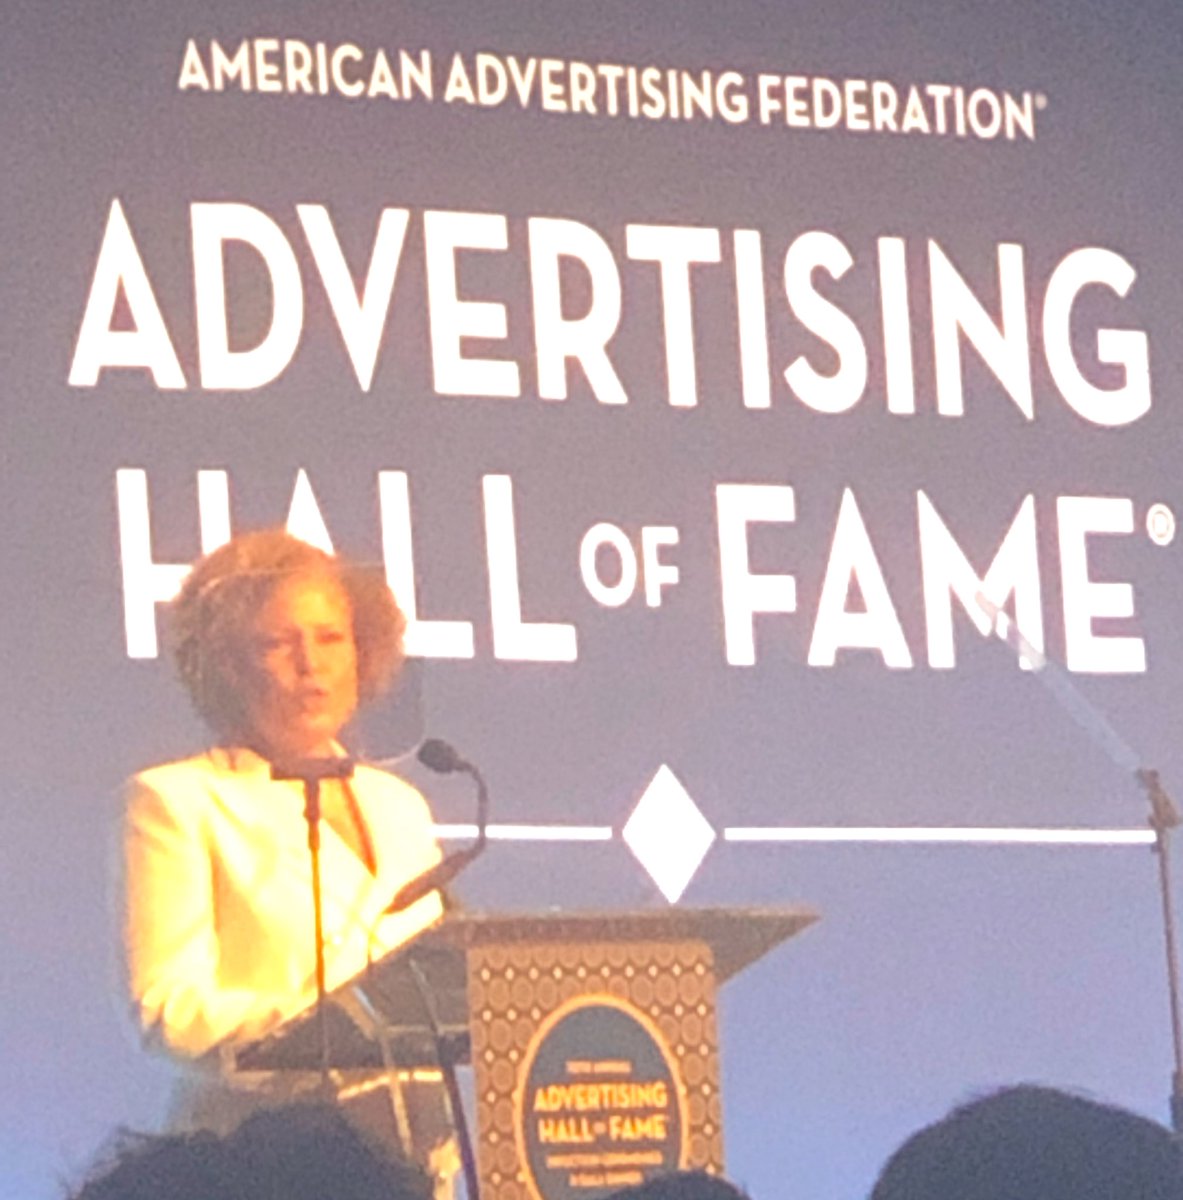 AMERICAN ADVERTISING FEDERATION®
ADVERTISING
HALL OF FAME®
ADVERTISING
HALL OF FAME